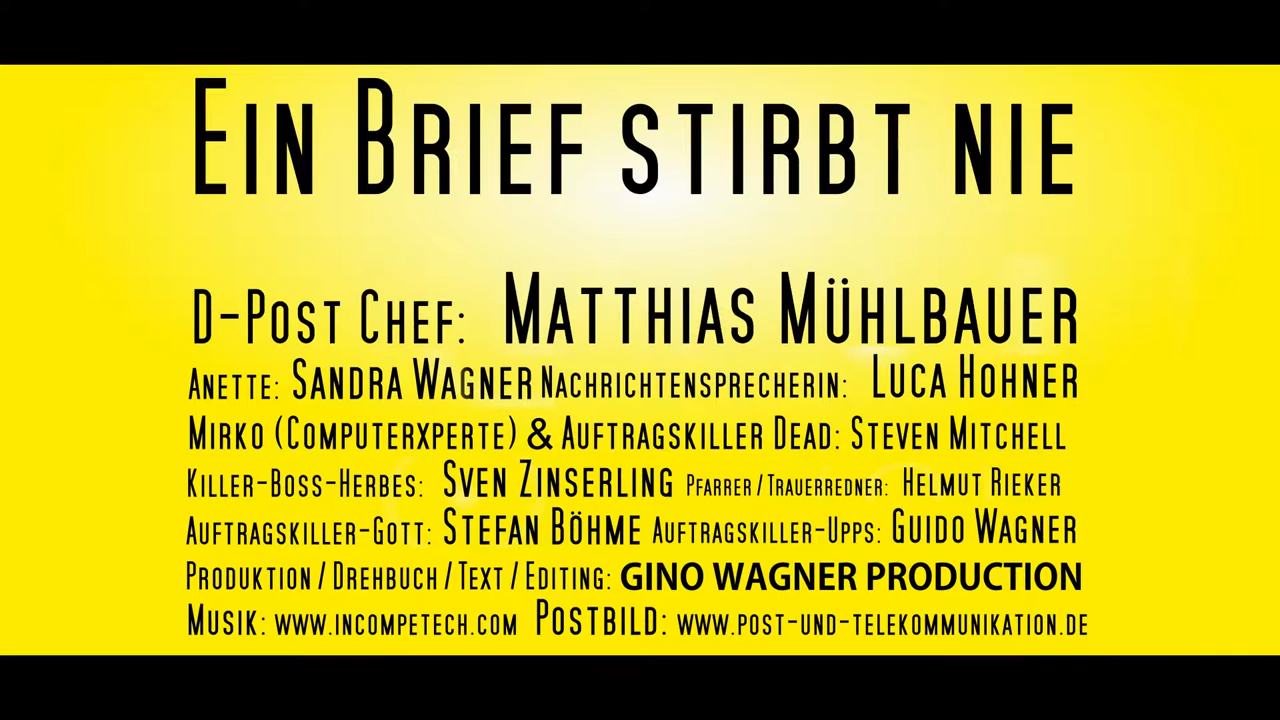 Ein Brief stirbt nie
D-Post Chef: Matthias Mühlbauer
Anette: Sandra Wagner Nachrichtensprecherin: Luca Hohner
Mirko (Computerxperte) & Auftragskiller Dead: Steven Mitchell
Killer-Boss-Herbes: Sven Zinserling Pfarrer / Trauerredner: Helmut Rieker
Auftragskiller-Gott: Stefan Böhme Auftragskiller-Upps: Guido Wagner
Produktion / Drehbuch / Text / Editing: GINO WAGNER PRODUCTION
Musik: www.incompetech.com Postbild: www.post-und-telekommunikation.de